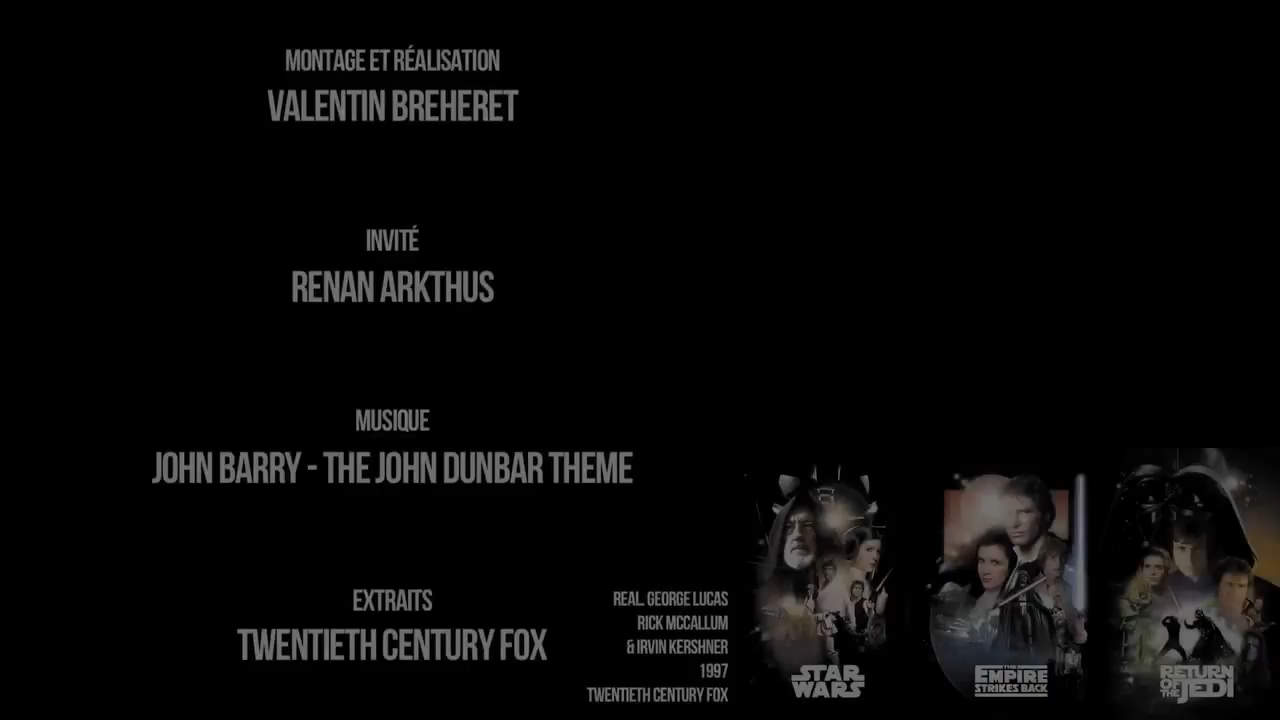 MONTAGE ET RÉALISATION
VALENTIN BREHERET
INVITÉ
RENAN ARKTHUS
MUSIQUE
JOHN BARRY - THE JOHN DUNBAR THEME
EXTRAITS
TWENTIETH CENTURY FOX
REAL. GEORGE LUCAS
RICK MCCALLUM
& IRVIN KERSHNER
1997
TWENTIETH CENTURY FOX
STAR
WARS
THE
EMPIRE
STRIKES BACK
RETURN
OF
THE JEDI